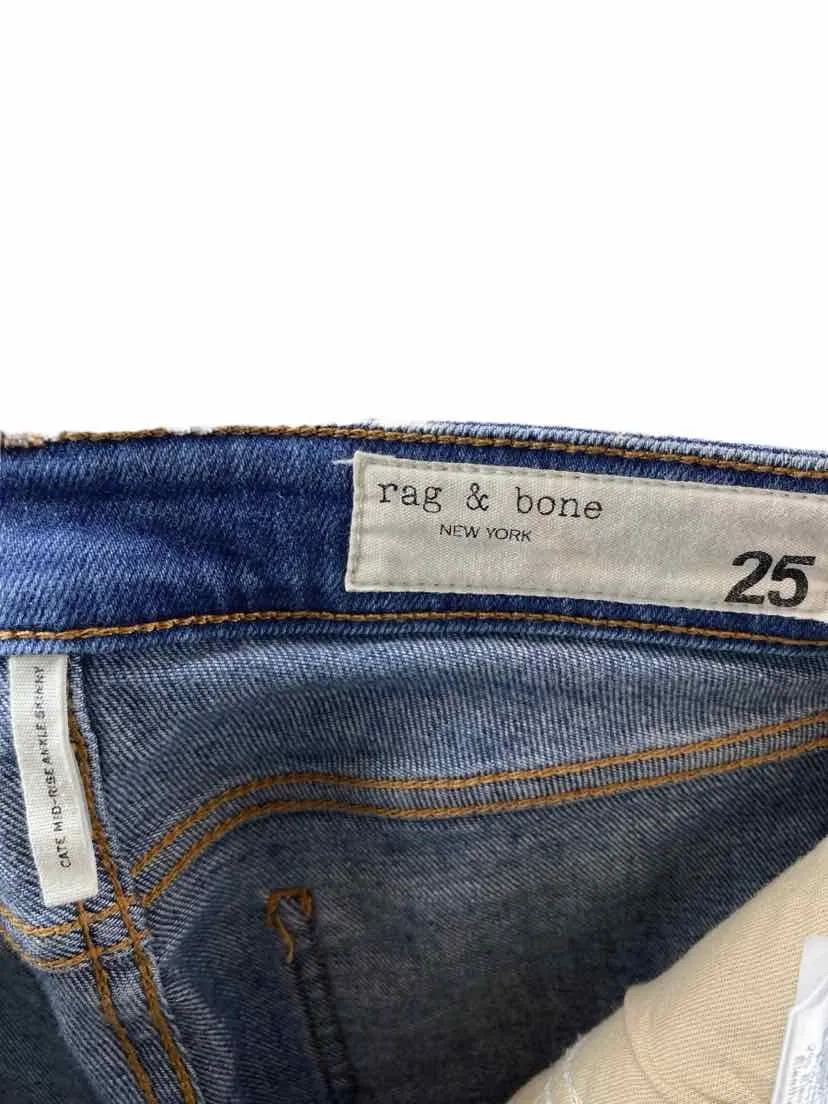 rag & bone
NEW YORK
25
CATE MID-RISE ANKLE SKINNY